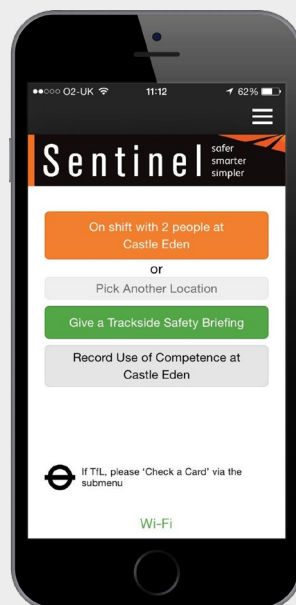 ●●○○○ O2-UK 11:12 62%
Sentinel
safer
smarter
simpler
On shift with 2 people at
Castle Eden
or
Pick Another Location
Give a Trackside Safety Briefing
Record Use of Competence at
Castle Eden
If TfL, please 'Check a Card' via the
submenu
Wi-Fi